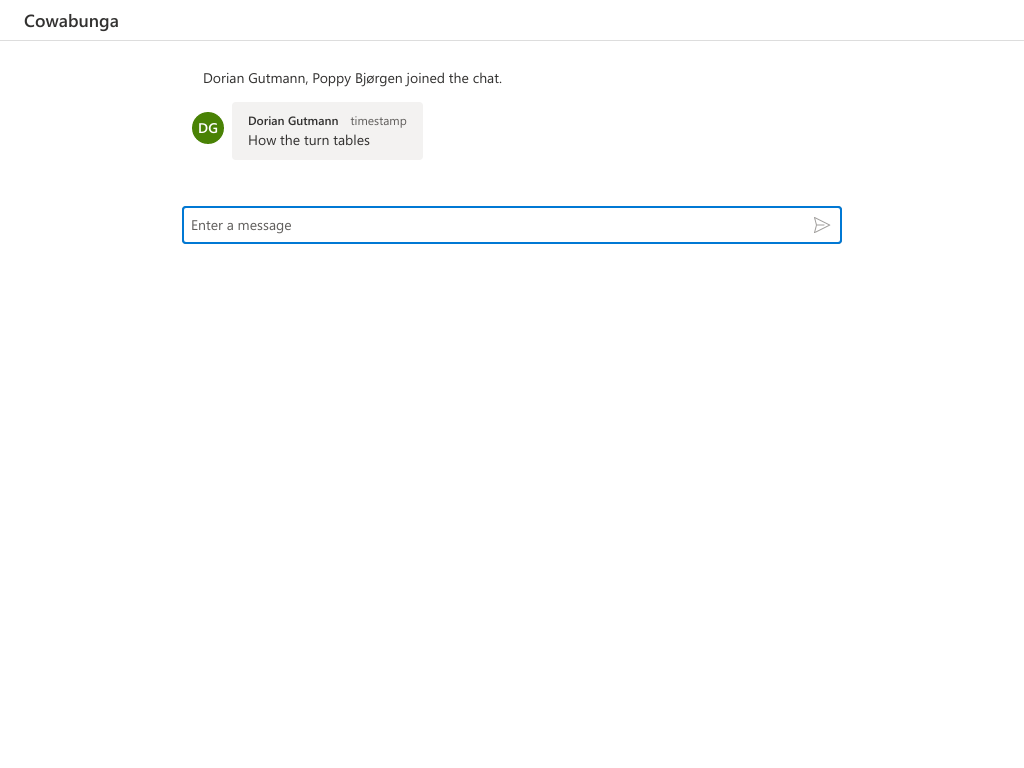 Cowabunga
Dorian Gutmann, Poppy Bjørgen joined the chat.
DG
Dorian Gutmann timestamp
How the turn tables
Enter a message